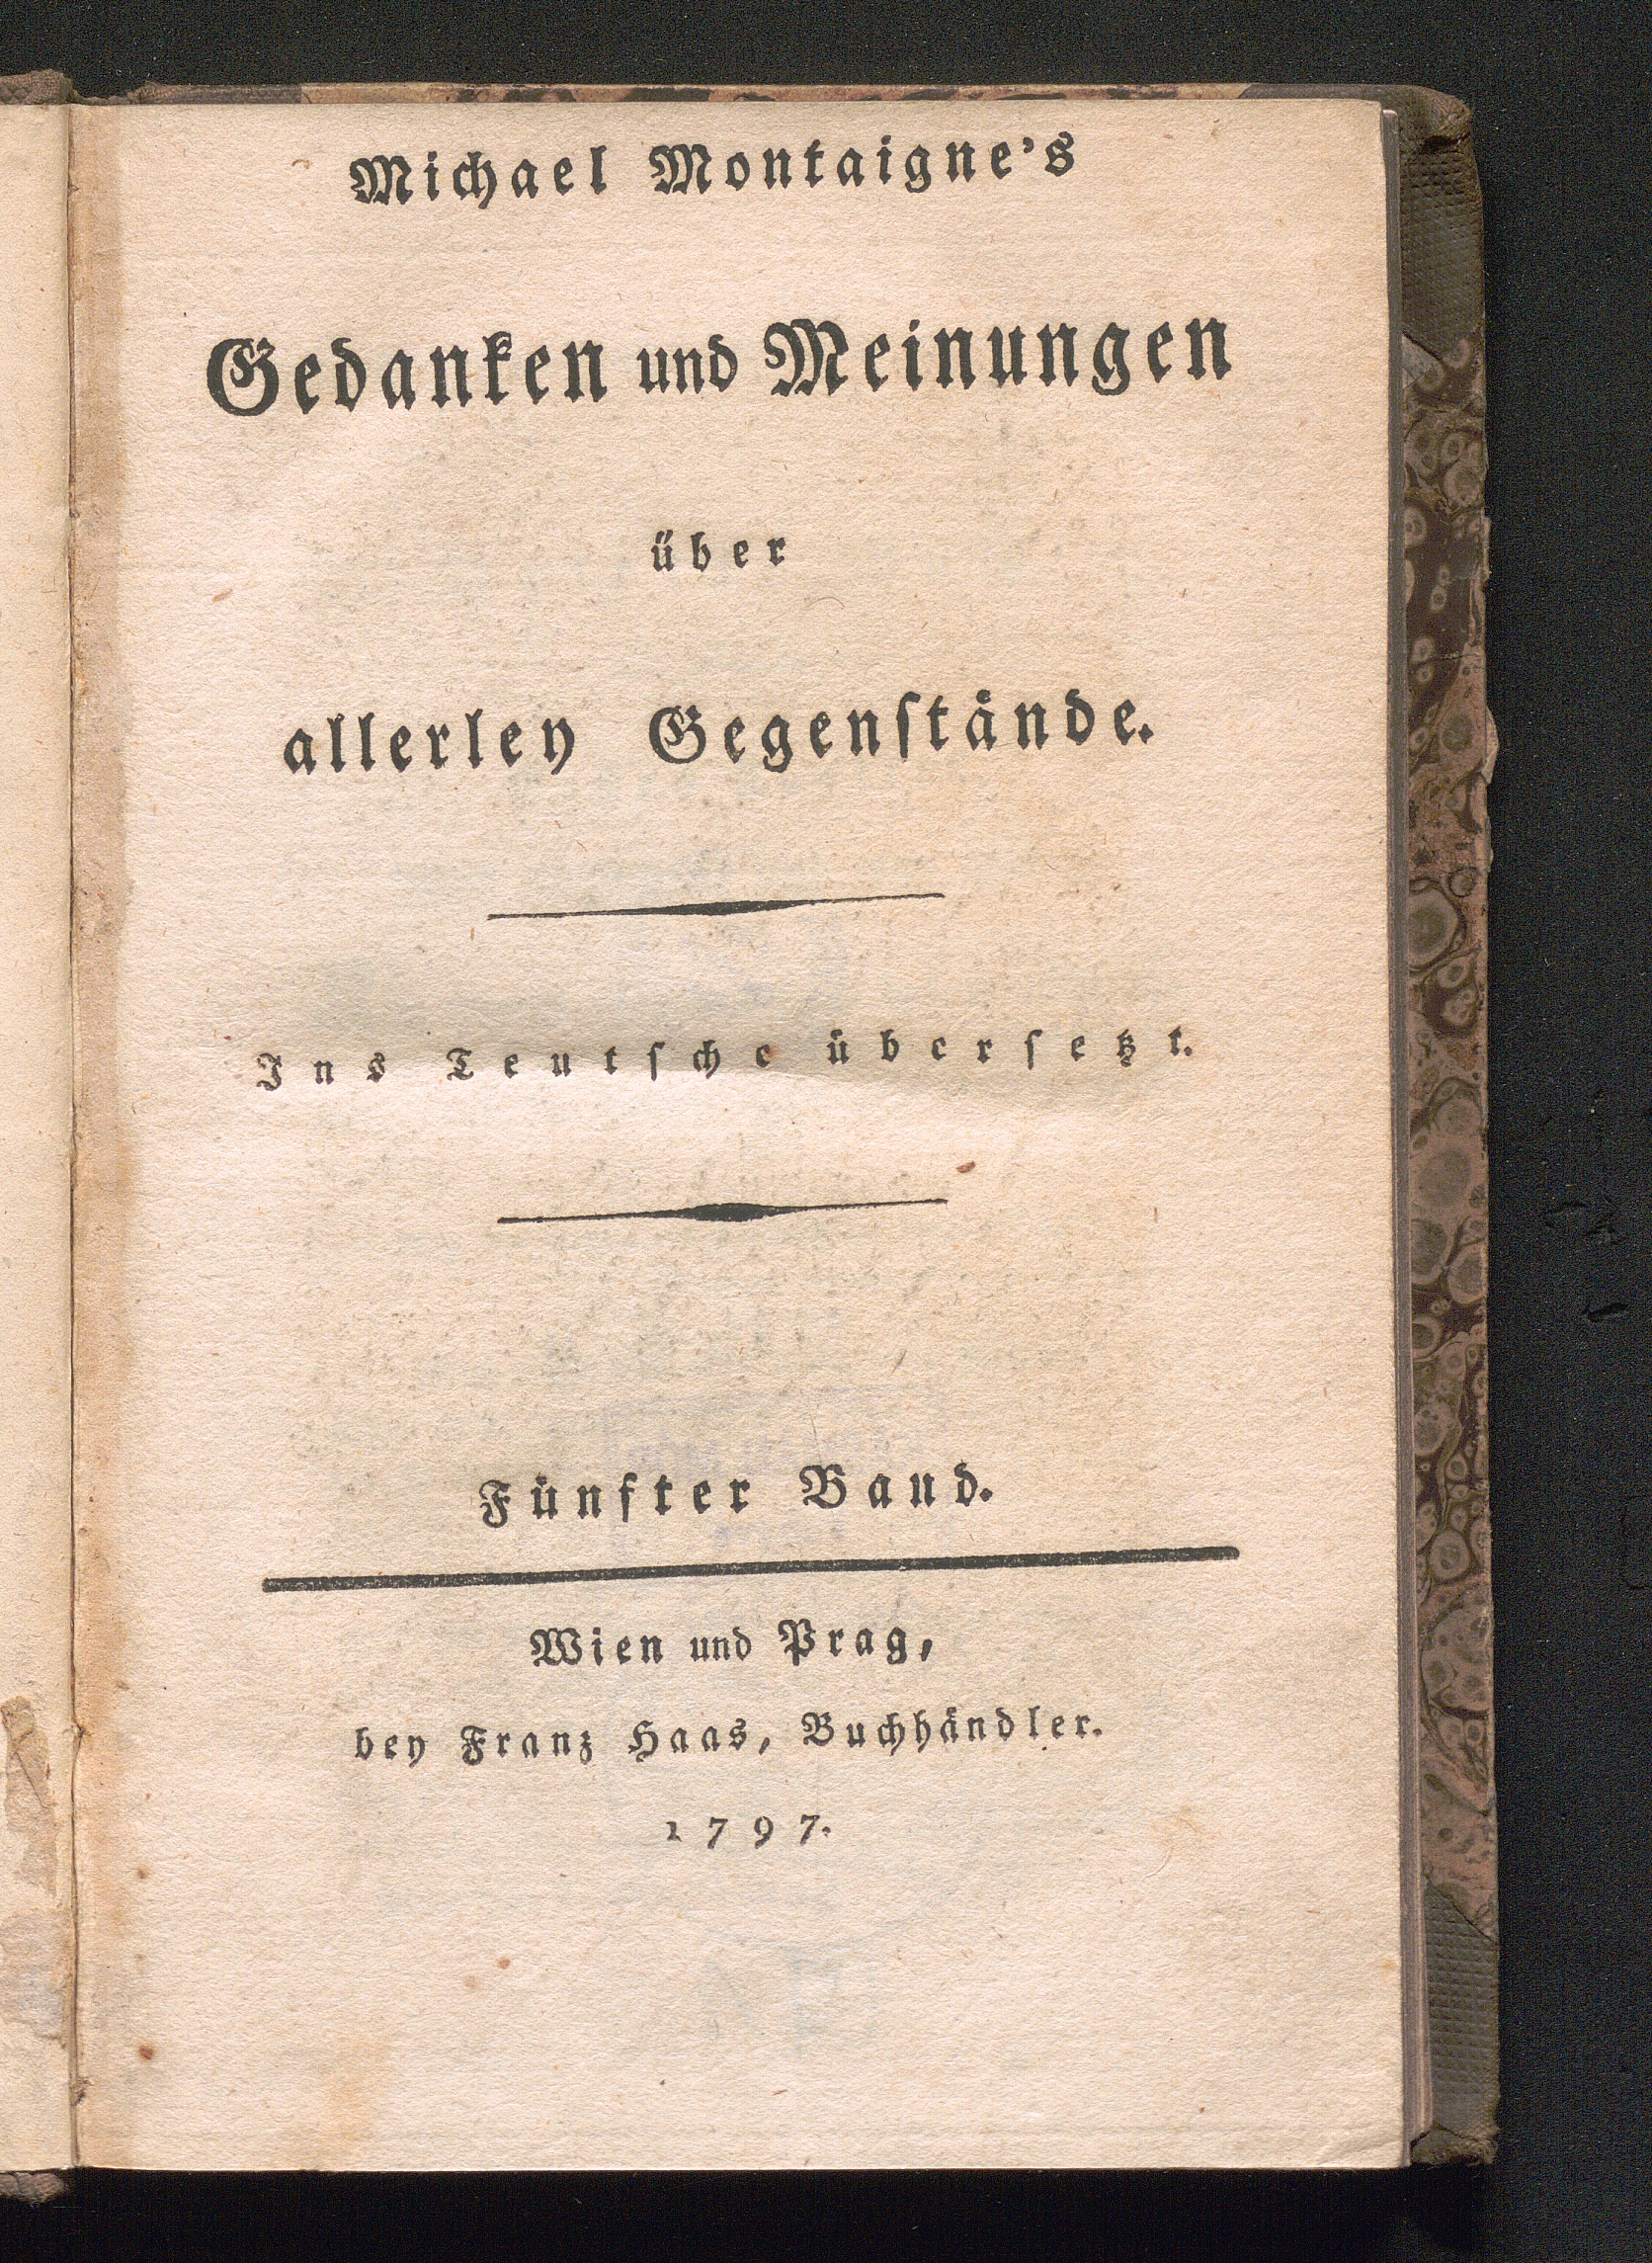 Michael Montaigne's
Gedanken und Meinungen
über
allerley Gegenſtände.
Ins Teutſche überſetzt.
Fünfter Band.
Wien und Prag,
bey Franz Haas, Buchhändler.
1797.